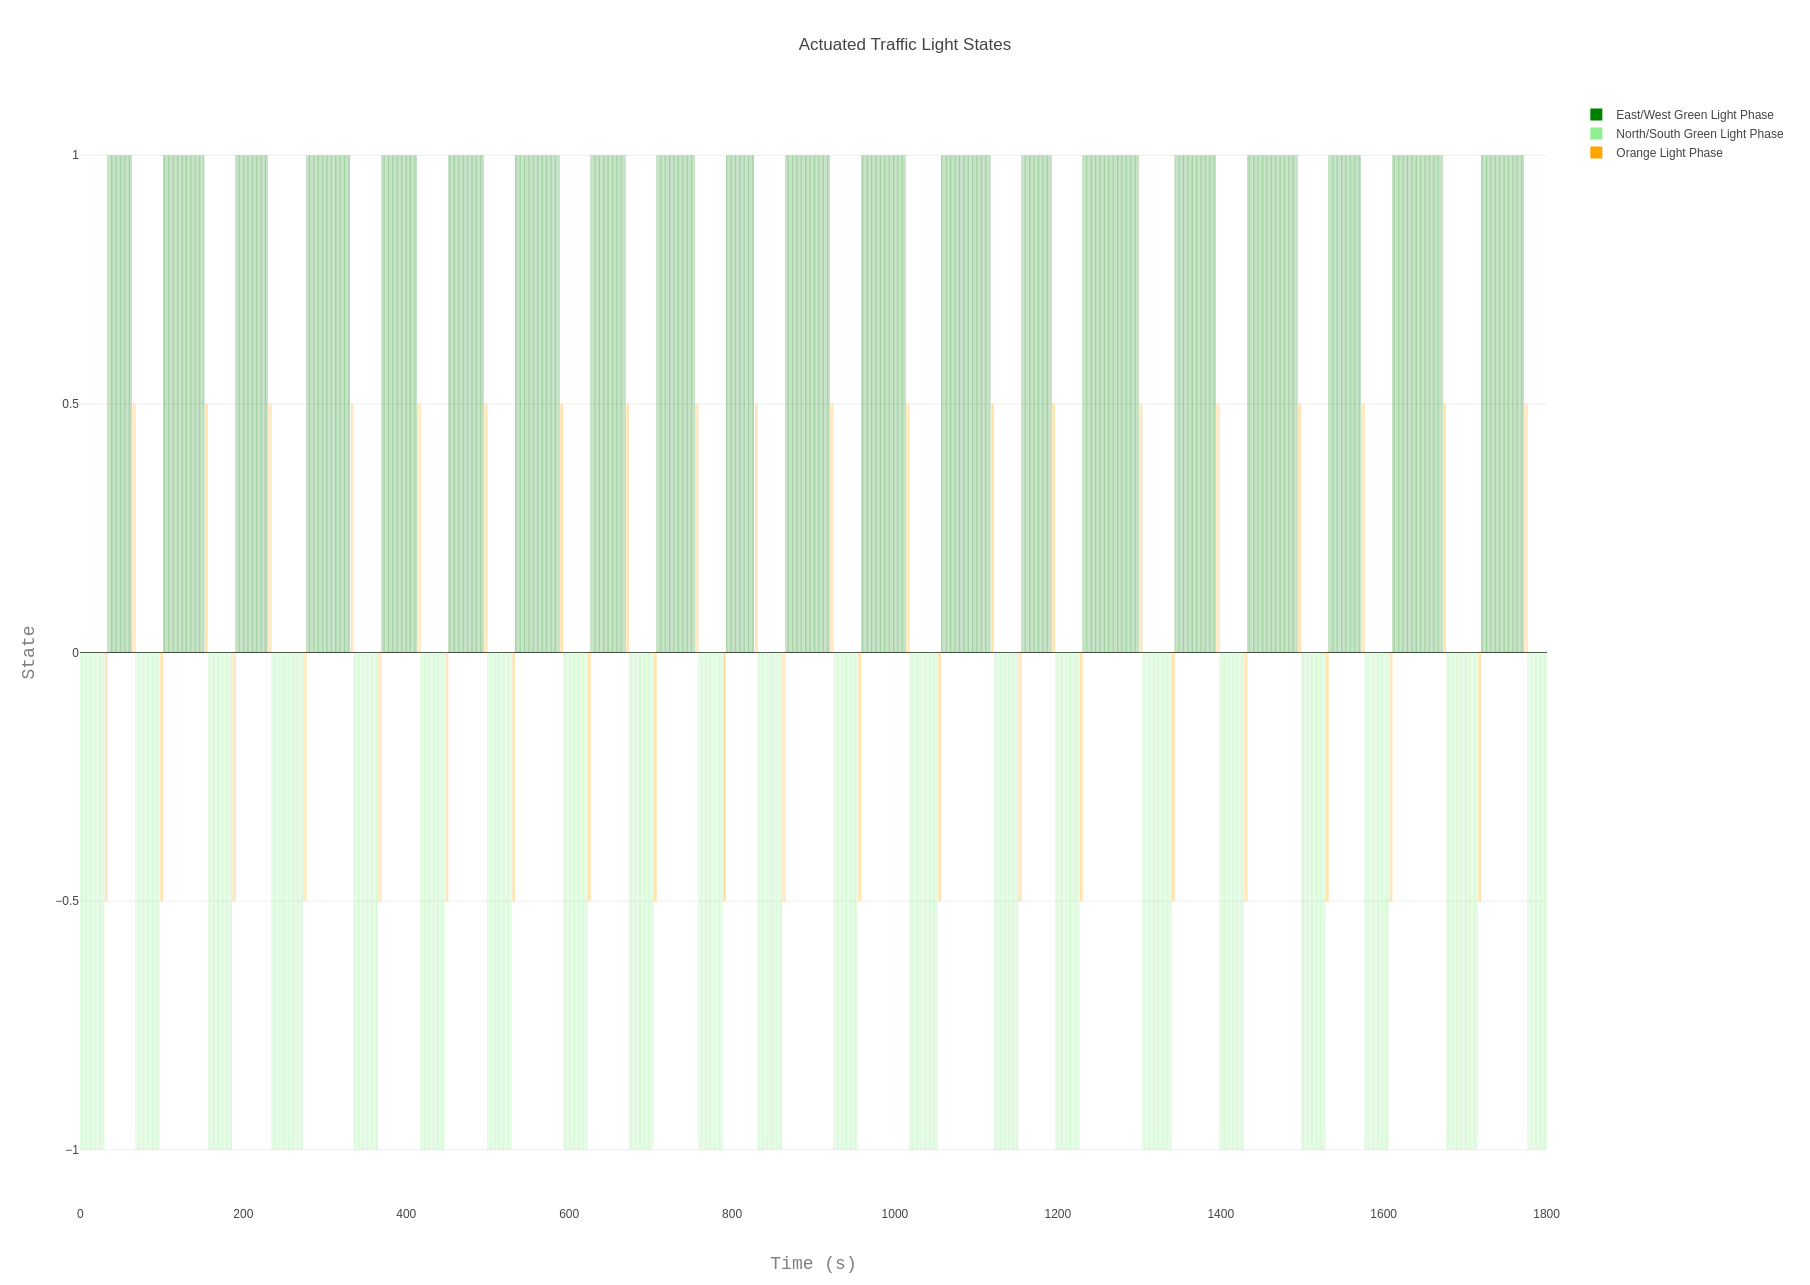 Actuated Traffic Light States
East/West Green Light Phase
North/South Green Light Phase
Orange Light Phase
1
0.5
0
−0.5
−1
State
0 200 400 600 800 1000 1200 1400 1600 1800
Time (s)